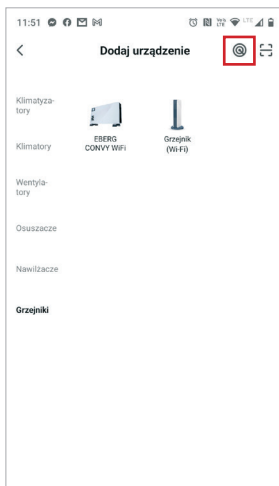 11:51
Dodaj urządzenie
Klimatyza-
tory
EBERG
CONVY WiFi
Grzejnik
(Wi-Fi)
Klimatory
Wentyla-
tory
Osuszacze
Nawilżacze
Grzejniki